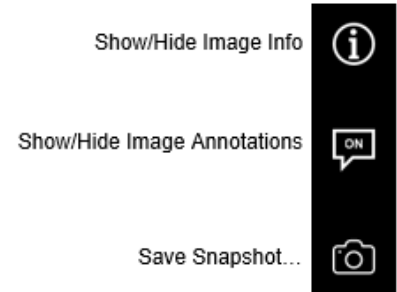 Show/Hide Image Info
i
Show/Hide Image Annotations
ON
Save Snapshot...